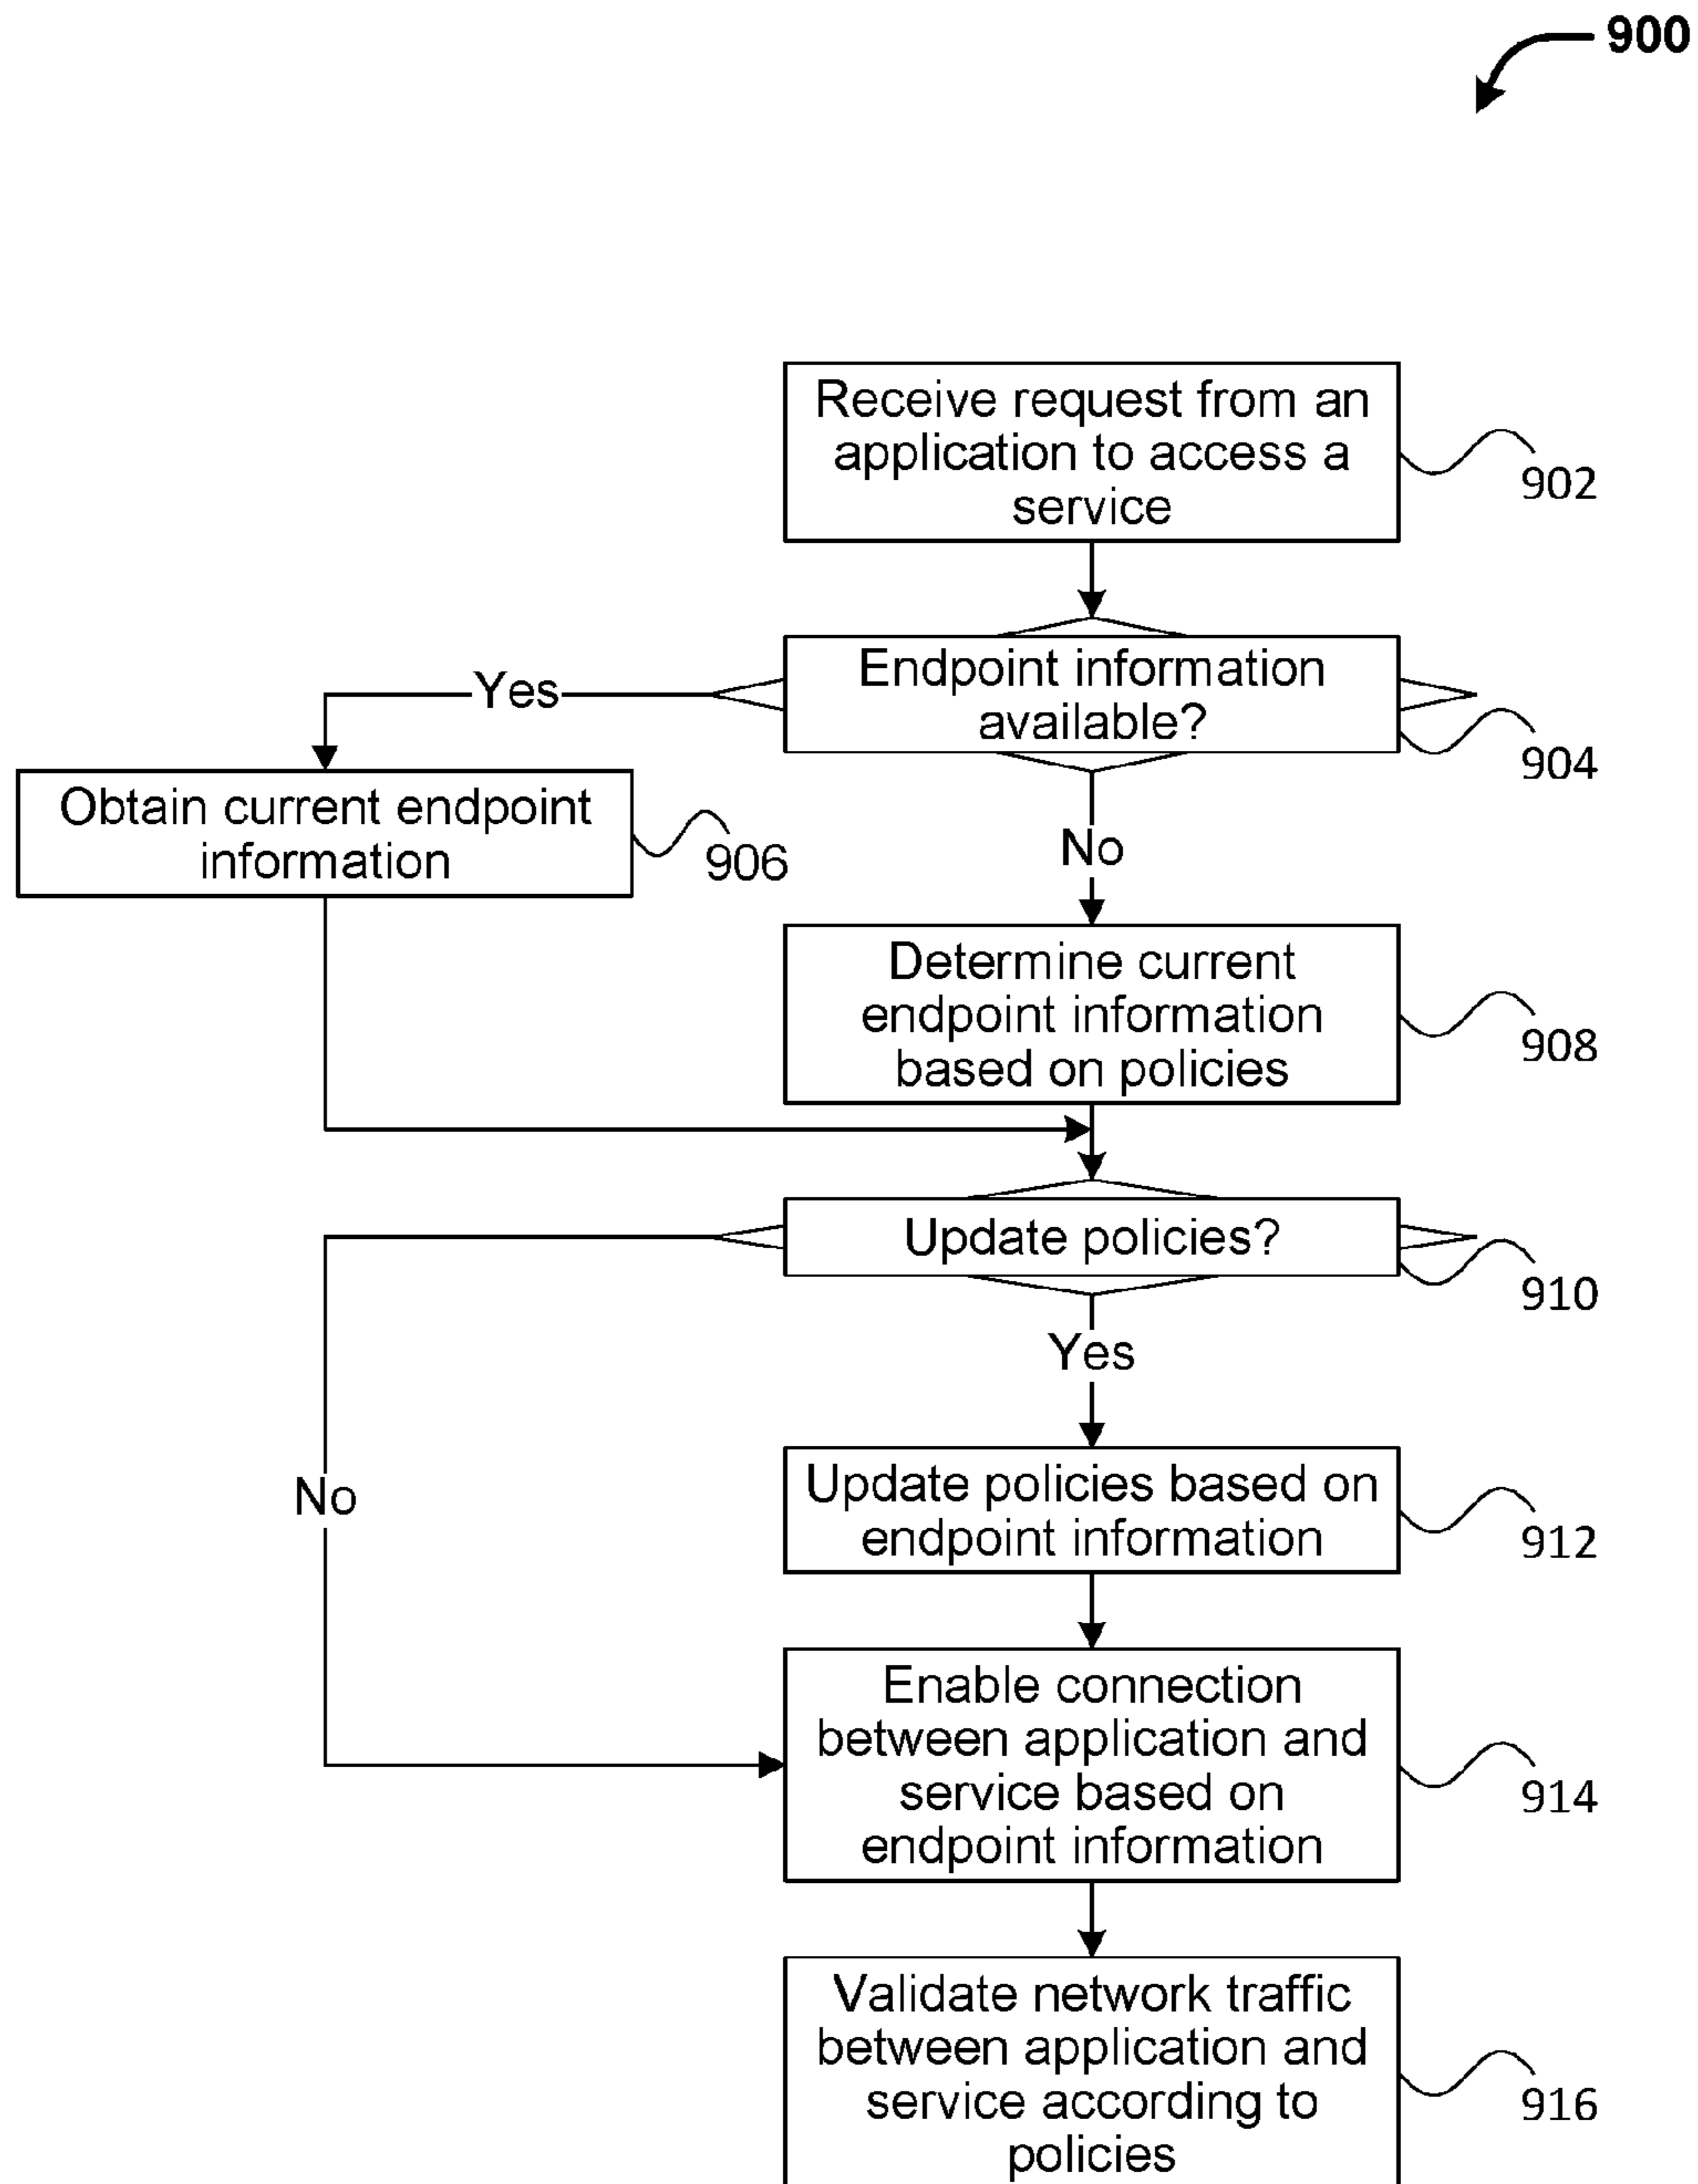 900
Receive request from an
application to access a
service
902
Endpoint information
available?
904
Yes
Obtain current endpoint
information
906
No
Determine current
endpoint information
based on policies
908
Update policies?
910
Yes
No
Update policies based on
endpoint information
912
Enable connection
between application and
service based on
endpoint information
914
Validate network traffic
between application and
service according to
policies
916